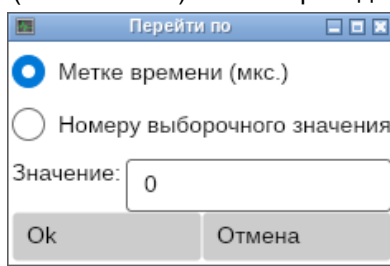 Перейти по
Метке времени (мкс.)
Номеру выборочного значения
Значение: 0
Ok Отмена